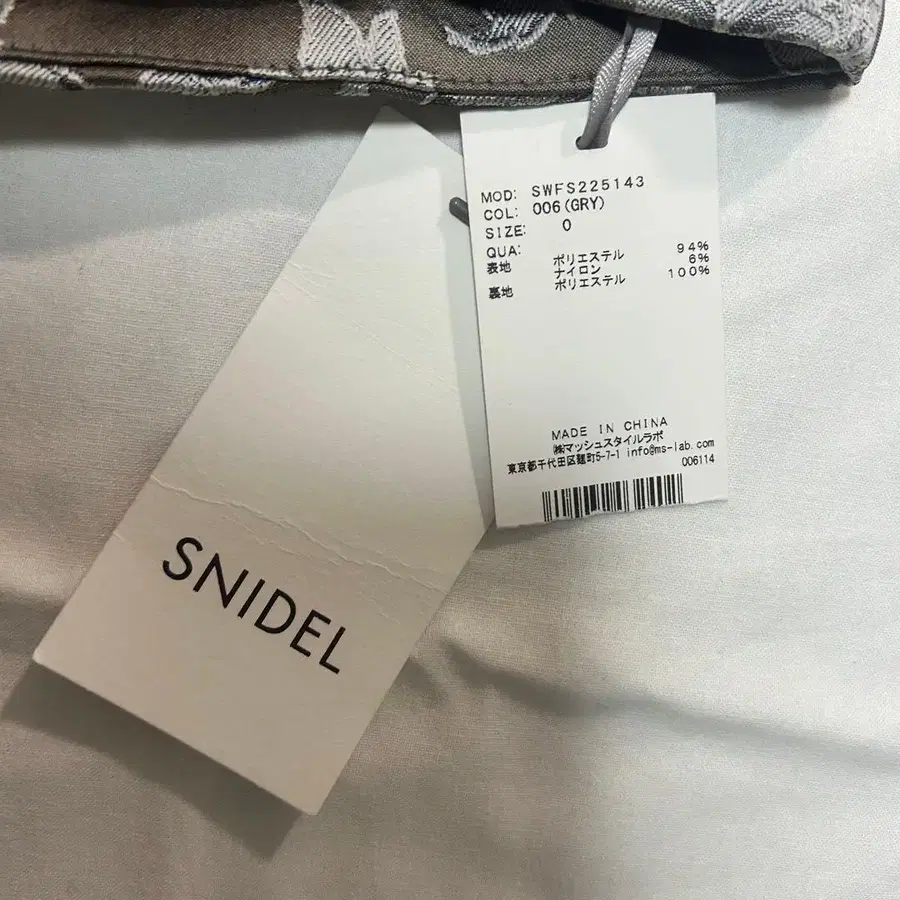 MOD: SWFS225143
COL: 006(GRY)
SIZE: 0
QUA:
表地 ポリエステル 94%
ナイロン 6%
裏地 ポリエステル 100%
MADE IN CHINA
㈱マッシュスタイルラボ
東京都千代田区麹町5-7-1 info@ms-lab.com
006114
SNIDEL